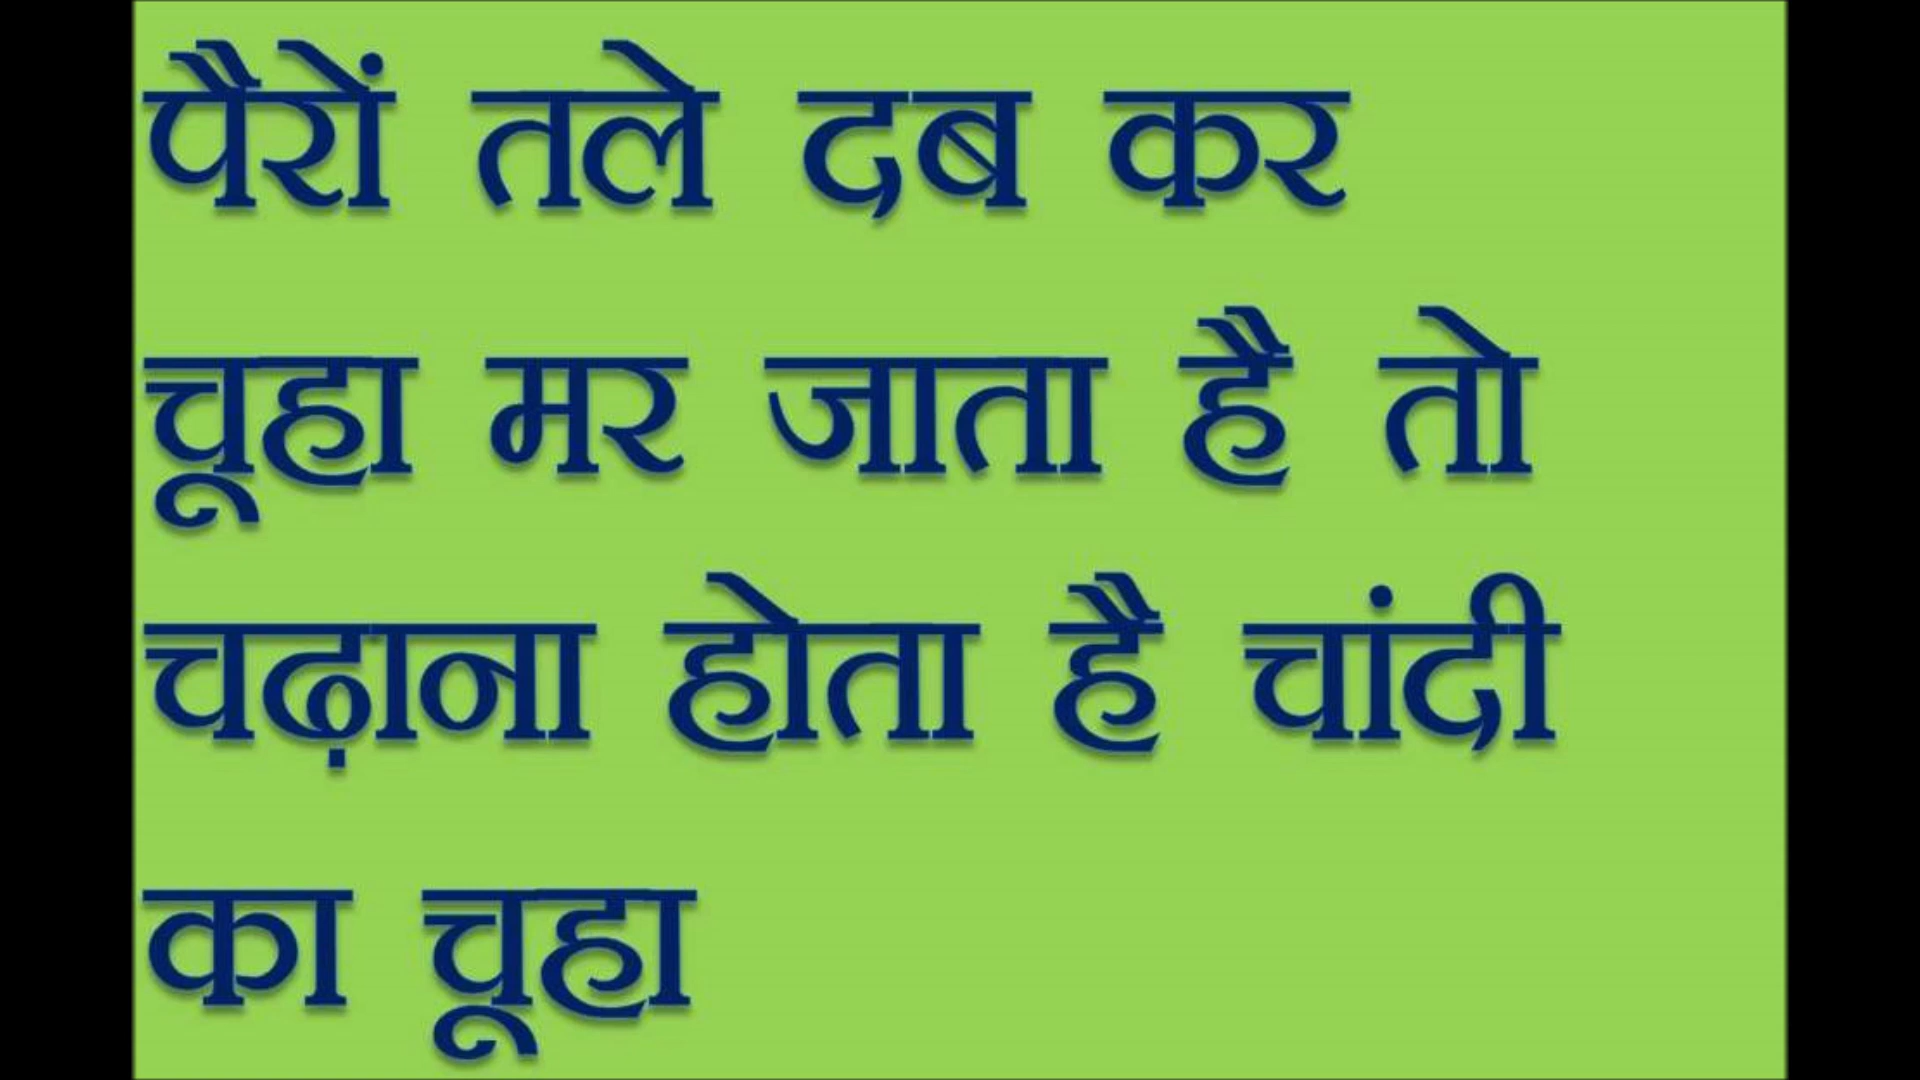 पैरों तले दब कर
चूहा मर जाता है तो
चढ़ाना होता है चांदी
का चूहा